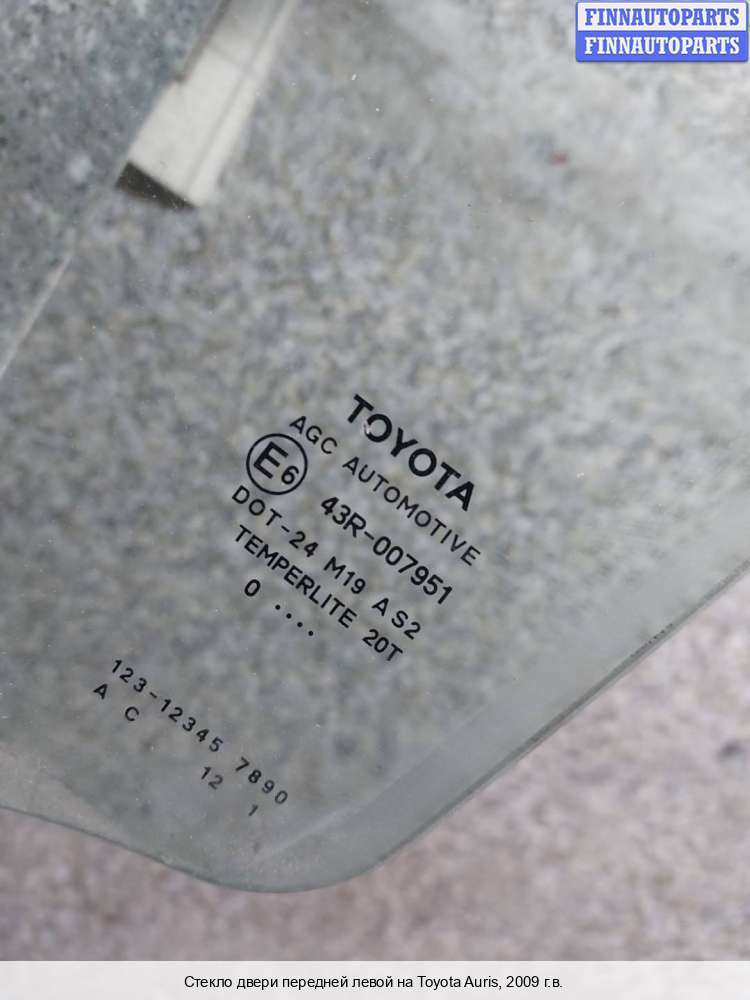 FINNAUTOPARTS
FINNAUTOPARTS
TOYOTA
AGC AUTOMOTIVE
E6 43R-007951
DOT-24 M19 AS2
TEMPERLITE 20T
0 ....
123-12345 7890
A C 12 1
Стекло двери передней левой на Toyota Auris, 2009 г.в.